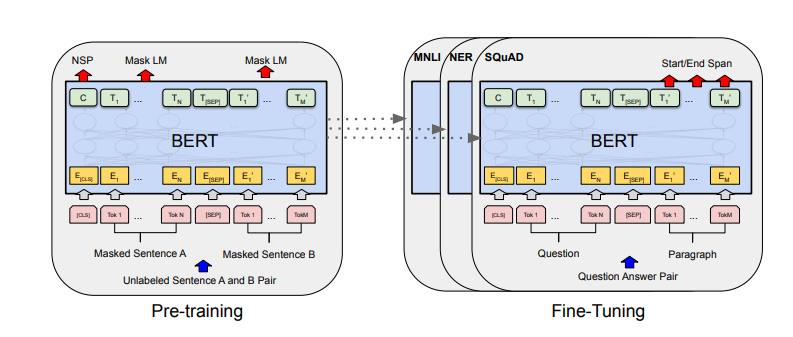 NSP Mask LM Mask LM
C T1 ... TN T[SEP] T1' ... TM'
BERT
E[CLS] E1 ... EN E[SEP] E1' ... EM'
[CLS] Tok 1 ... Tok N [SEP] Tok 1 ... TokM
Masked Sentence A Masked Sentence B
Unlabeled Sentence A and B Pair
Pre-training
MNLI NER SQuAD
Start/End Span
C T1 ... TN T[SEP] T1' ... TM'
BERT
E[CLS] E1 ... EN E[SEP] E1' ... EM'
[CLS] Tok 1 ... Tok N [SEP] Tok 1 ... TokM
Question Paragraph
Question Answer Pair
Fine-Tuning